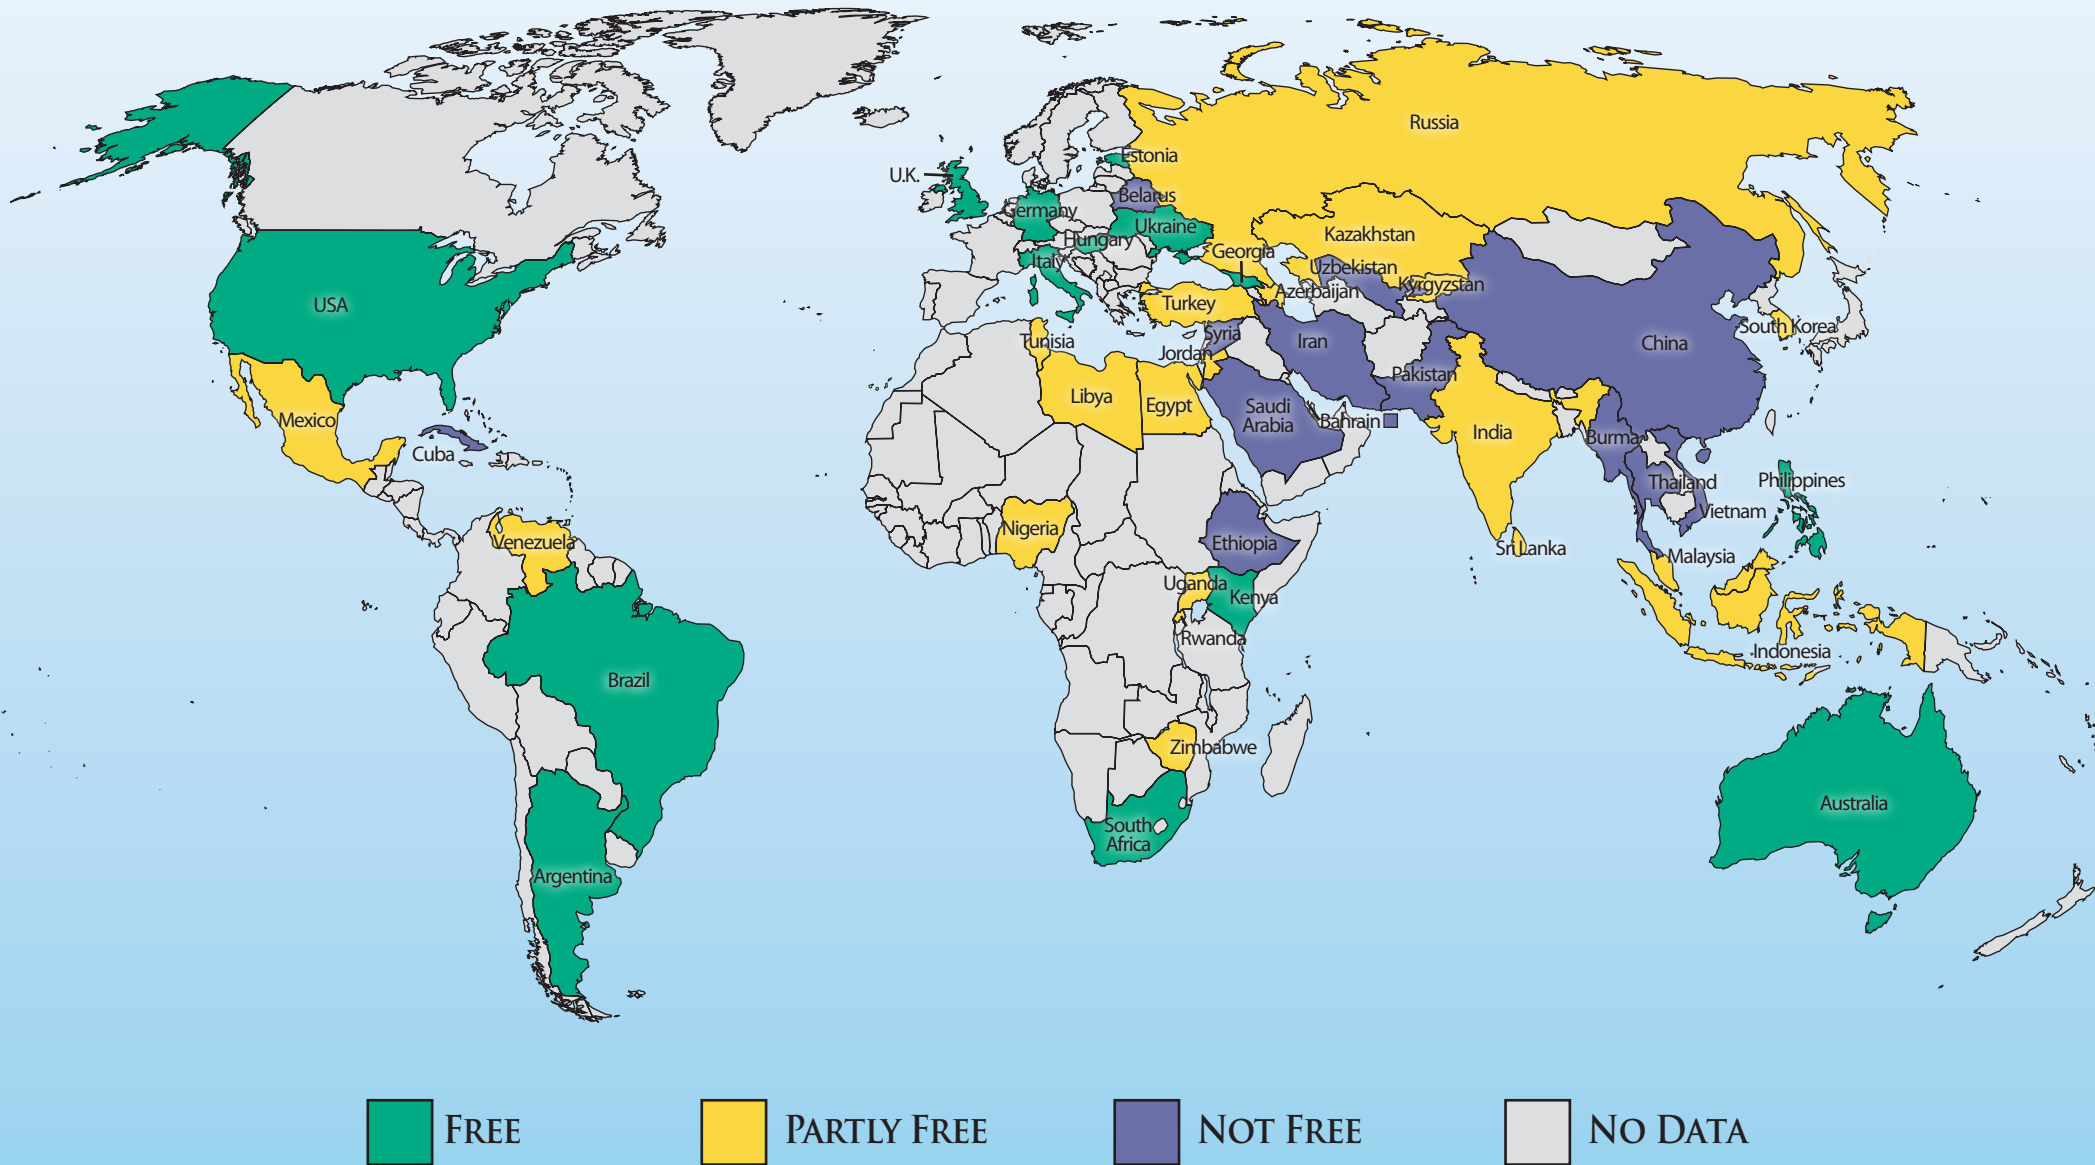 Russia
Estonia
U.K.
Belarus
Germany
Ukraine
Hungary
Kazakhstan
Georgia
Italy
Uzbekistan
Kyrgyzstan
Azerbaijan
USA
Turkey
South Korea
Syria
Tunisia
Iran
China
Jordan
Pakistan
Libya
Egypt
Saudi
Arabia
Bahrain
Mexico
India
Burma
Cuba
Thailand
Philippines
Vietnam
Nigeria
Venezuela
Ethiopia
Sri Lanka
Malaysia
Uganda
Kenya
Rwanda
Indonesia
Brazil
Zimbabwe
Australia
South
Africa
Argentina
FREE
PARTLY FREE
NOT FREE
NO DATA